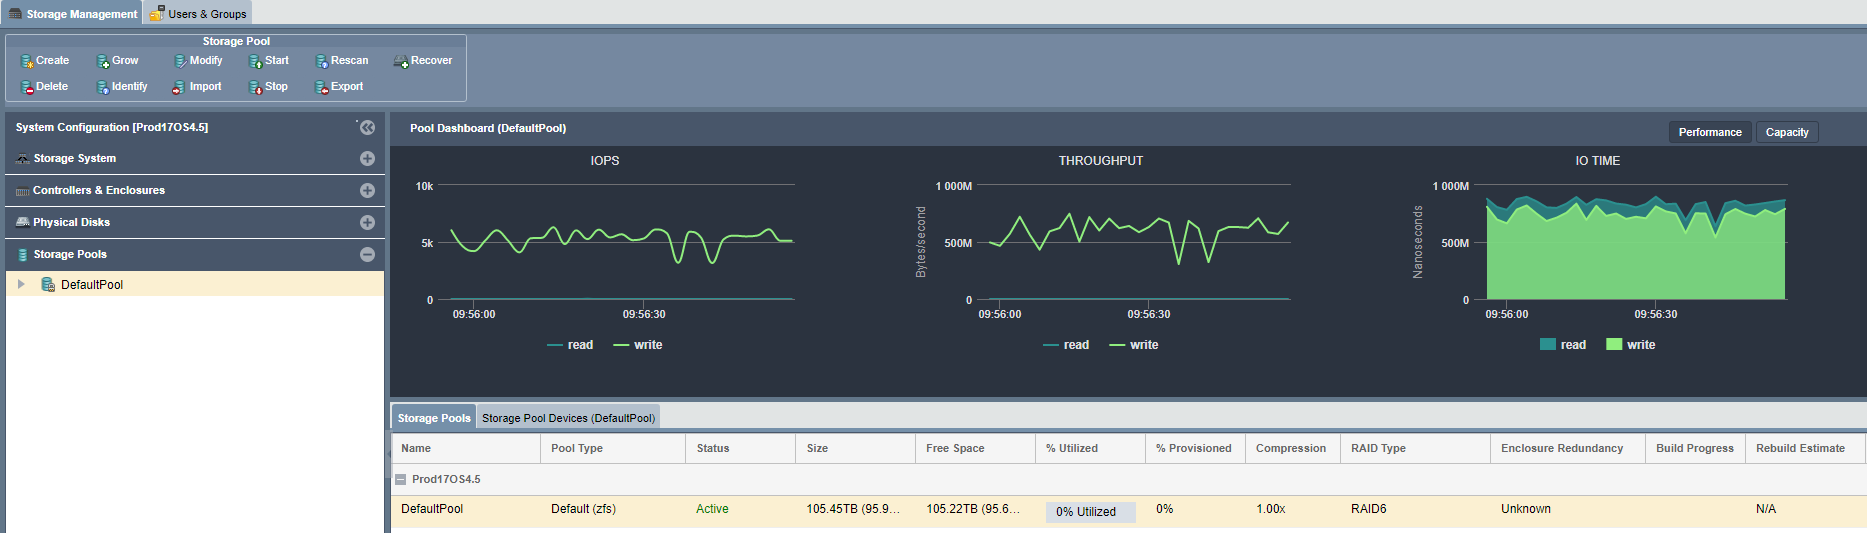 Storage Management Users & Groups
Storage Pool
Create Grow Modify Start Rescan Recover
Delete Identify Import Stop Export
System Configuration [Prod17OS4.5]
Storage System
Controllers & Enclosures
Physical Disks
Storage Pools
DefaultPool
Pool Dashboard (DefaultPool)
Performance Capacity
IOPS
10k
5k
0
09:56:00 09:56:30
read write
THROUGHPUT
Bytes/second
1 000M
500M
0
09:56:00 09:56:30
read write
IO TIME
Nanoseconds
1 000M
500M
0
09:56:00 09:56:30
read write
Storage Pools Storage Pool Devices (DefaultPool)
Name Pool Type Status Size Free Space % Utilized % Provisioned Compression RAID Type Enclosure Redundancy Build Progress Rebuild Estimate
Prod17OS4.5
DefaultPool Default (zfs) Active 105.45TB (95.9... 105.22TB (95.6... 0% Utilized 0% 1.00x RAID6 Unknown N/A